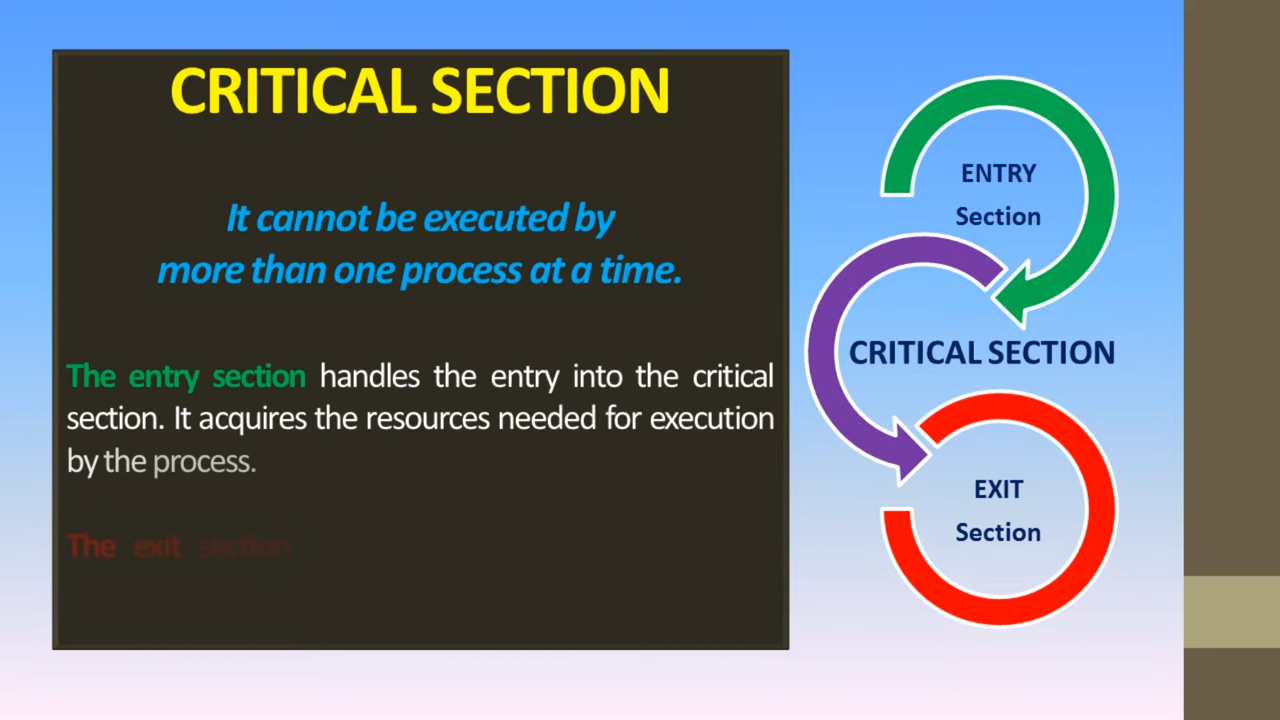 CRITICAL SECTION
It cannot be executed by
more than one process at a time.
The entry section handles the entry into the critical
section. It acquires the resources needed for execution
by the process.
The exit section
ENTRY
Section
CRITICAL SECTION
EXIT
Section